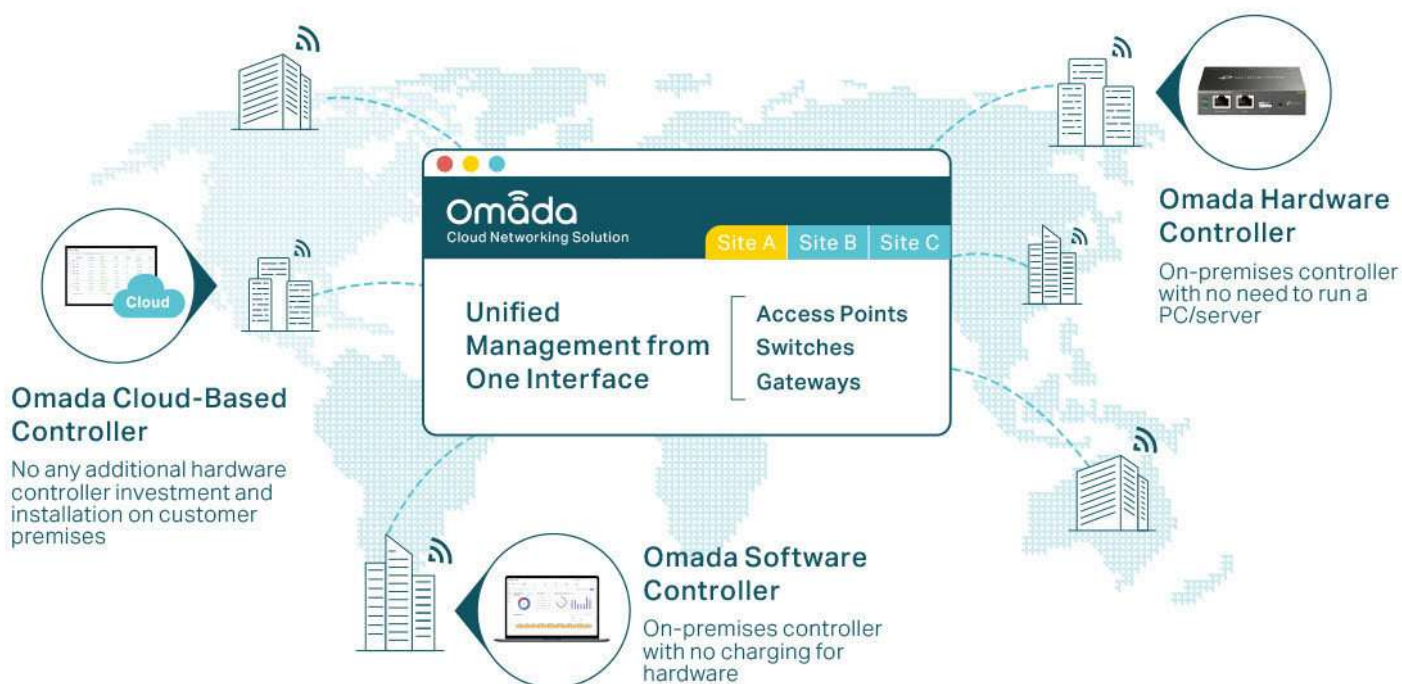 Omada
Cloud Networking Solution
Site A
Site B
Site C
Unified
Management from
One Interface
Access Points
Switches
Gateways
Omada Hardware
Controller
On-premises controller
with no need to run a
PC/server
Cloud
Omada Cloud-Based
Controller
No any additional hardware
controller investment and
installation on customer
premises
Omada Software
Controller
On-premises controller
with no charging for
hardware